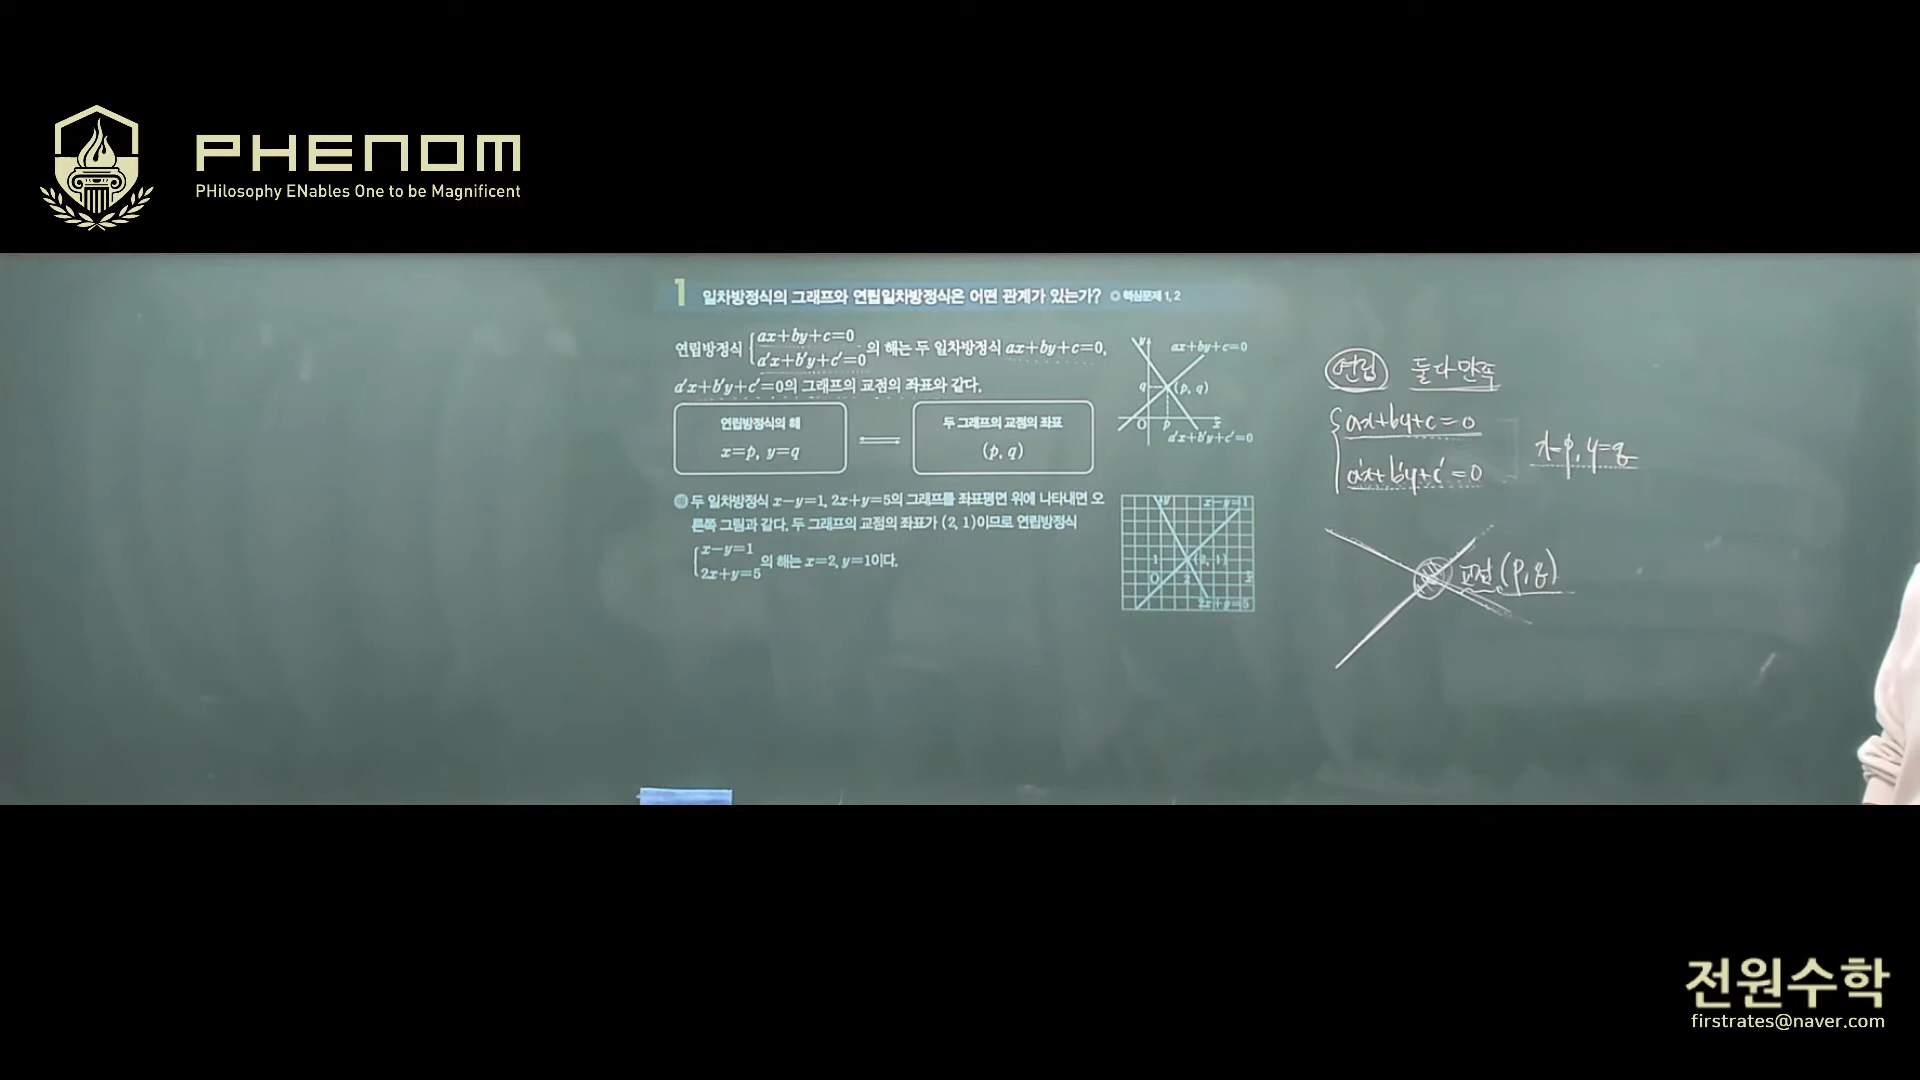 PHENOM
PHilosophy ENables One to be Magnificent
1 일차방정식의 그래프와 연립일차방정식은 어떤 관계가 있는가? 핵심문제 1, 2
연립방정식 {ax+by+c=0
a'x+b'y+c'=0의 해는 두 일차방정식 ax+by+c=0,
a'x+b'y+c'=0의 그래프의 교점의 좌표와 같다.
연립방정식의 해
x=p, y=q
두 그래프의 교점의 좌표
(p, q)
y
ax+by+c=0
q
(p, q)
O
p
x
a'x+b'y+c'=0
예 두 일차방정식 x-y=1, 2x+y=5의 그래프를 좌표평면 위에 나타내면 오
른쪽 그림과 같다. 두 그래프의 교점의 좌표가 (2, 1)이므로 연립방정식
{x-y=1
2x+y=5의 해는 x=2, y=1이다.
y
x-y=1
1
(2, 1)
O
2
x
2x+y=5
연립 둘다만족
{ax+by+c=0
a'x+b'y+c'=0
x=p, y=q
교점(p,q)
전원수학
firstrates@naver.com